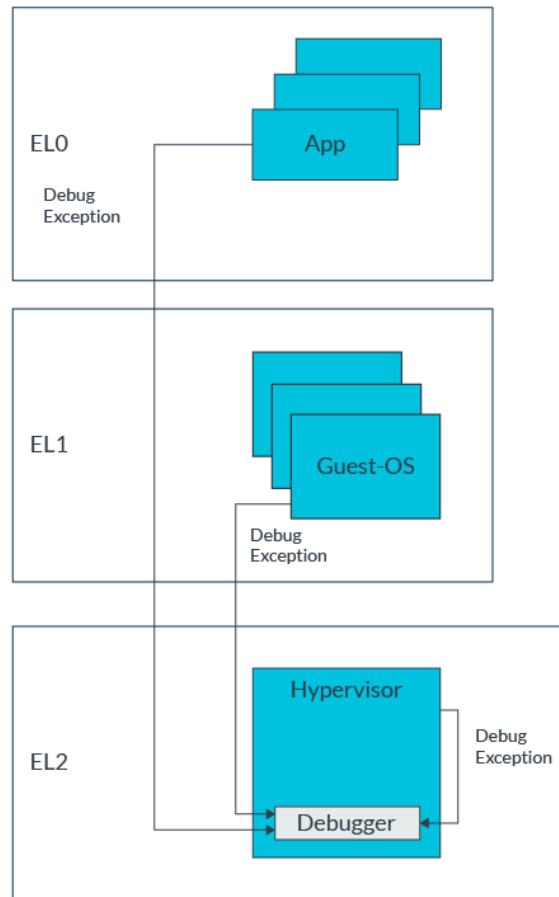 App
EL0
Debug
Exception
EL1
Guest-OS
Debug
Exception
Hypervisor
Debug
Exception
EL2
Debugger